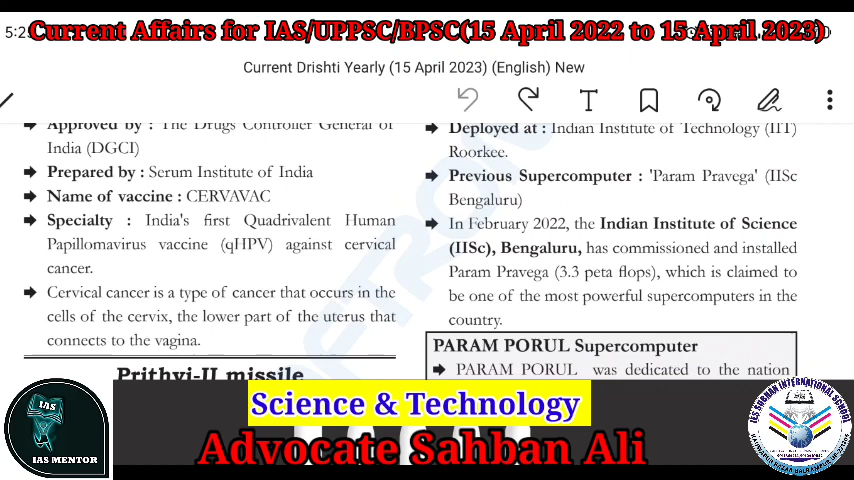 5:2
Current Affairs for IAS/UPPSC/BPSC(15 April 2022 to 15 April 2023)
Current Drishti Yearly (15 April 2023) (English) New
Approved by : The Drugs Controller General of
India (DGCI)
Prepared by : Serum Institute of India
Name of vaccine : CERVAVAC
Specialty : India's first Quadrivalent Human
Papillomavirus vaccine (qHPV) against cervical
cancer.
Cervical cancer is a type of cancer that occurs in the
cells of the cervix, the lower part of the uterus that
connects to the vagina.
Prithvi-II missile
Deployed at : Indian Institute of Technology (IIT)
Roorkee.
Previous Supercomputer : 'Param Pravega' (IISc
Bengaluru)
In February 2022, the Indian Institute of Science
(IISc), Bengaluru, has commissioned and installed
Param Pravega (3.3 peta flops), which is claimed to
be one of the most powerful supercomputers in the
country.
PARAM PORUL Supercomputer
PARAM PORUL was dedicated to the nation
Science & Technology
Advocate Sahban Ali
IAS
IAS MENTOR